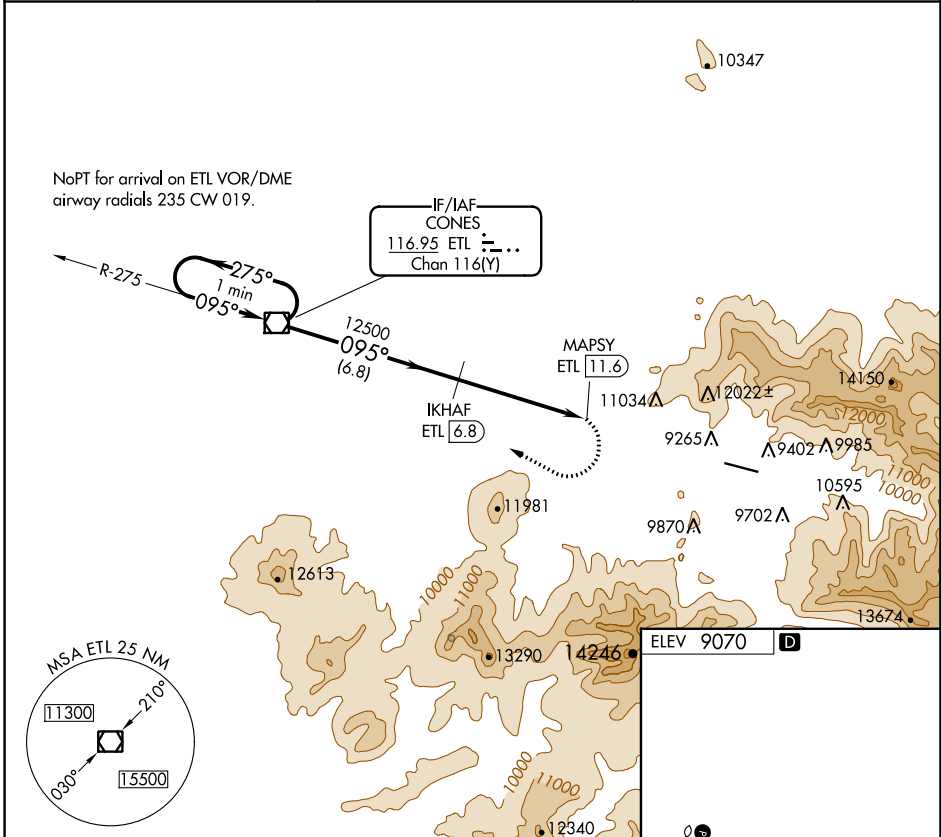 10347
NoPT for arrival on ETL VOR/DME
airway radials 235 CW 019.
IF/IAF
CONES
116.95 ETL
Chan 116(Y)
R-275
275°
1 min
095°
12500
095°
(6.8)
MAPSY
ETL 11.6
IKHAF
ETL 6.8
14150
11034
12022±
12000
9265
9402
9985
11000
10000
10595
9870
9702
11981
12613
10000
11000
13674
13290
14246
ELEV 9070 D
MSA ETL 25 NM
210°
11300
030°
15500
10000
11000
12340
P